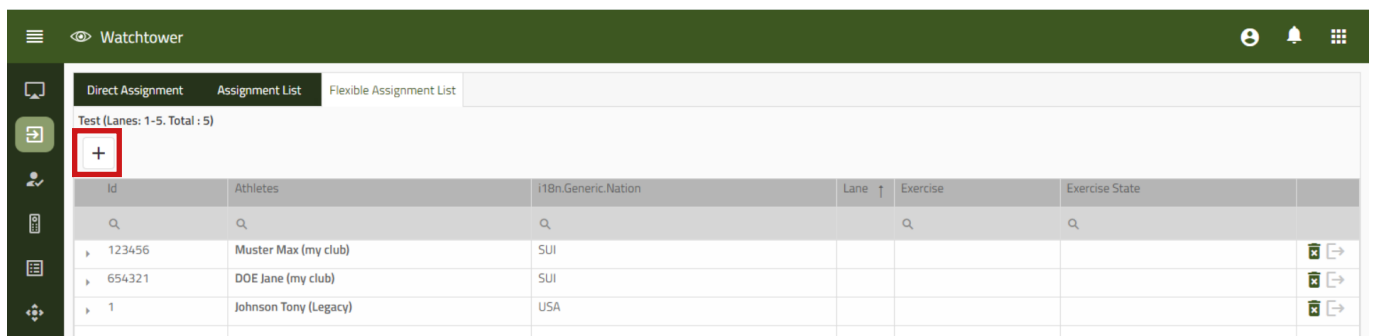 Watchtower
Direct Assignment Assignment List Flexible Assignment List
Test (Lanes: 1-5. Total : 5)
+
Id Athletes i18n.Generic.Nation Lane ↑ Exercise Exercise State
123456 Muster Max (my club) SUI
654321 DOE Jane (my club) SUI
1 Johnson Tony (Legacy) USA